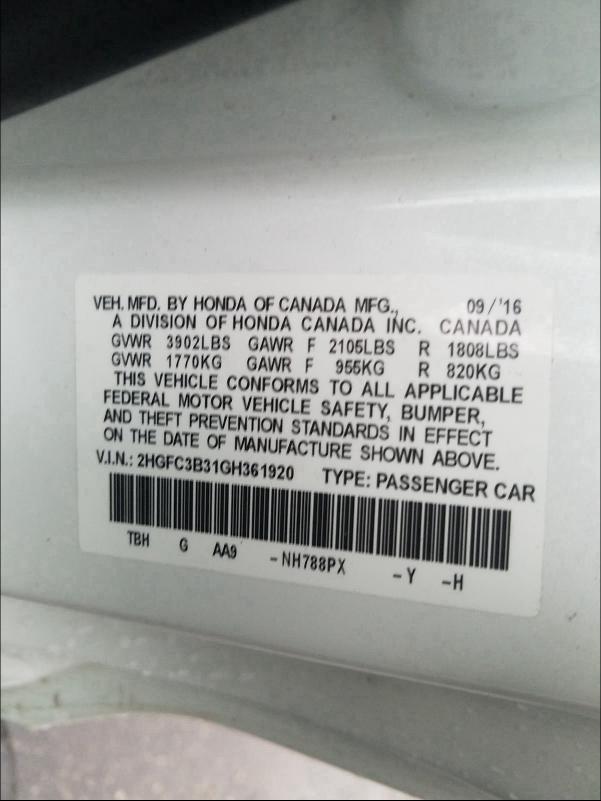 VEH. MFD. BY HONDA OF CANADA MFG., 09/'16
A DIVISION OF HONDA CANADA INC. CANADA
GVWR 3902LBS GAWR F 2105LBS R 1808LBS
GVWR 1770KG GAWR F 955KG R 820KG
THIS VEHICLE CONFORMS TO ALL APPLICABLE
FEDERAL MOTOR VEHICLE SAFETY, BUMPER,
AND THEFT PREVENTION STANDARDS IN EFFECT
ON THE DATE OF MANUFACTURE SHOWN ABOVE.
V.I.N.: 2HGFC3B31GH361920 TYPE: PASSENGER CAR
TBH G AA9 -NH788PX -Y -H